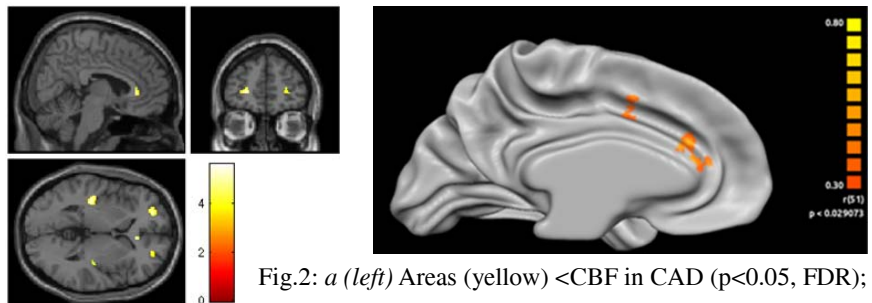 4
2
0
0.80
0.30
r(51)
p < 0.029073
Fig.2: a (left) Areas (yellow) <CBF in CAD (p<0.05, FDR);